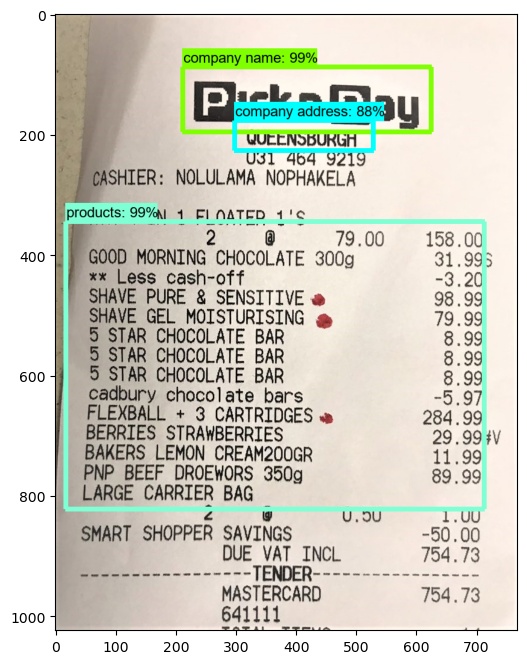 company name: 99%
Pick n Pay
company address: 88%
QUEENSBURGH
031 464 9219
CASHIER: NOLULAMA NOPHAKELA
products: 99%
N 1 FLOATER 1'S
2 @ 79.00 158.00
GOOD MORNING CHOCOLATE 300g 31.99S
** Less cash-off -3.20
SHAVE PURE & SENSITIVE 98.99
SHAVE GEL MOISTURISING 79.99
5 STAR CHOCOLATE BAR 8.99
5 STAR CHOCOLATE BAR 8.99
5 STAR CHOCOLATE BAR 8.99
cadbury chocolate bars -5.97
FLEXBALL + 3 CARTRIDGES 284.99
BERRIES STRAWBERRIES 29.99#V
BAKERS LEMON CREAM200GR 11.99
PNP BEEF DROEWORS 350g 89.99
LARGE CARRIER BAG
2 @ 0.50 1.00
SMART SHOPPER SAVINGS -50.00
DUE VAT INCL 754.73
--------------TENDER--------------
MASTERCARD 754.73
641111
TOTAL ITEMS
0
200
400
600
800
1000
0 100 200 300 400 500 600 700